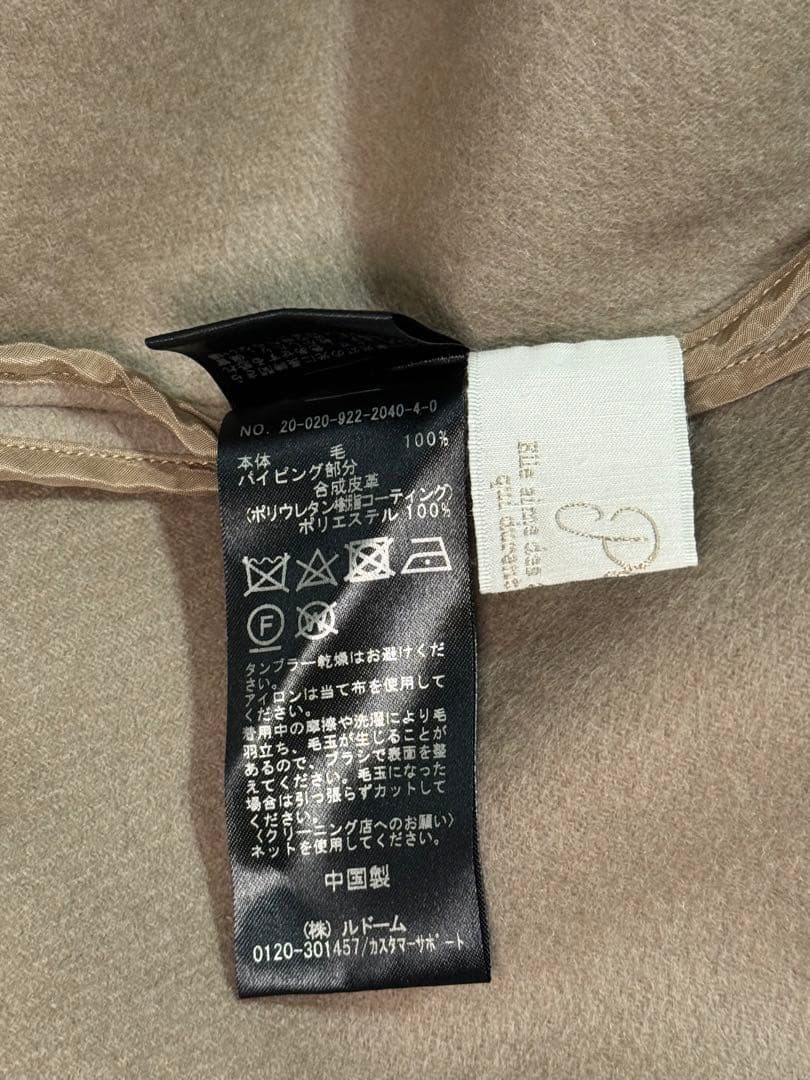 NO. 20-020-922-2040-4-0
本体 毛 100%
パイピング部分
合成皮革
(ポリウレタン樹脂コーティング)
ポリエステル 100%
F
W
タンブラー乾燥はお避けくだ
さい。
アイロンは当て布を使用して
ください。
着用中の摩擦や洗濯により毛
羽立ち、毛玉が生じることが
あるので、ブラシで表面を整
えてください。毛玉になった
場合は引っ張らずカットして
ください。
〈クリーニング店へのお願い〉
ネットを使用してください。
中国製
(株) ルドーム
0120-301457/カスタマーサポート
Elle aime des